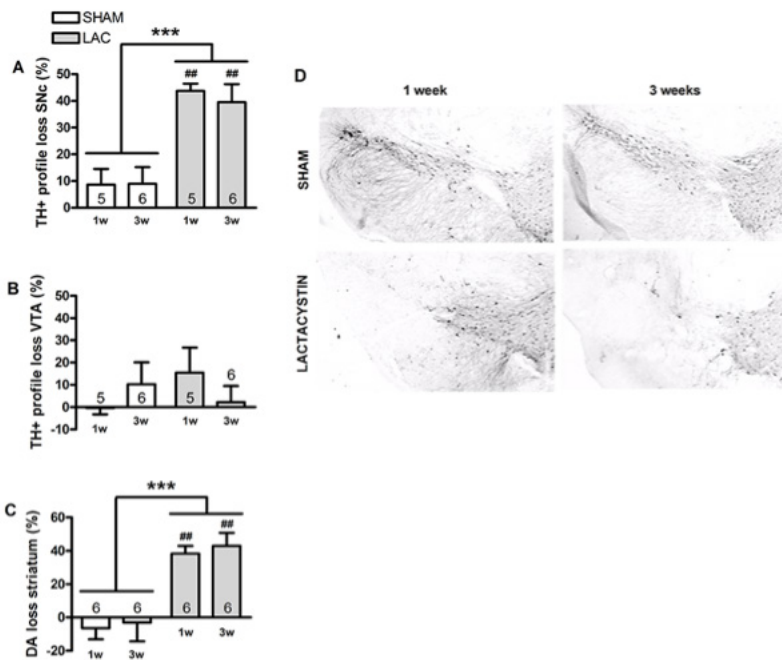 SHAM
LAC
A
***
## ##
TH+ profile loss SNc (%)
50
40
30
20
10
0
5 6 5 6
1w 3w 1w 3w
B
TH+ profile loss VTA (%)
50
40
30
20
10
0
-10
5 6 5 6
1w 3w 1w 3w
C
***
## ##
DA loss striatum (%)
60
40
20
0
-20
6 6 6 6
1w 3w 1w 3w
D
1 week 3 weeks
SHAM
LACTACYSTIN